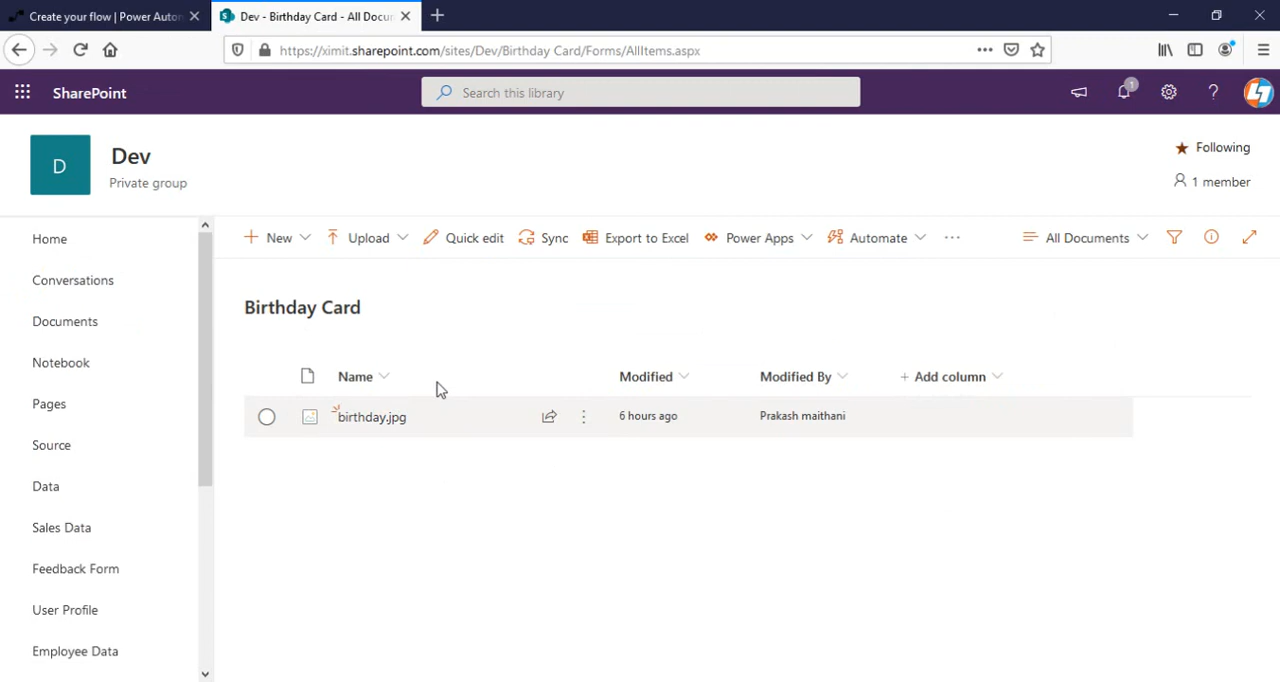 Create your flow | Power Auton
Dev - Birthday Card - All Docum
https://ximit.sharepoint.com/sites/Dev/Birthday Card/Forms/AllItems.aspx
SharePoint
Search this library
1
?
D
Dev
Private group
Following
1 member
Home
Conversations
Documents
Notebook
Pages
Source
Data
Sales Data
Feedback Form
User Profile
Employee Data
New
Upload
Quick edit
Sync
Export to Excel
Power Apps
Automate
All Documents
Birthday Card
Name
Modified
Modified By
+ Add column
birthday.jpg
6 hours ago
Prakash maithani